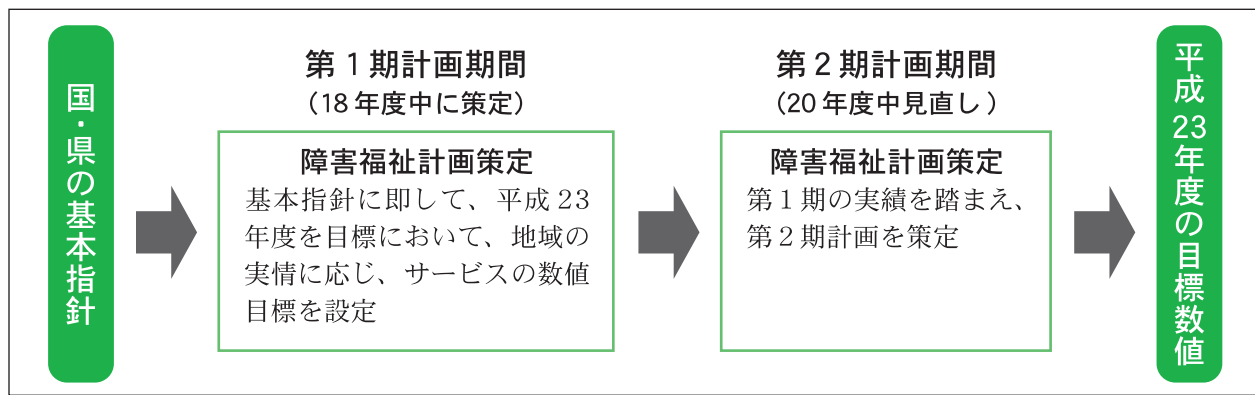 国・県の基本指針
第1期計画期間
（18年度中に策定）
障害福祉計画策定
基本指針に即して、平成23
年度を目標において、地域の
実情に応じ、サービスの数値
目標を設定
第2期計画期間
（20年度中見直し）
障害福祉計画策定
第1期の実績を踏まえ、
第2期計画を策定
平成23年度の目標数値